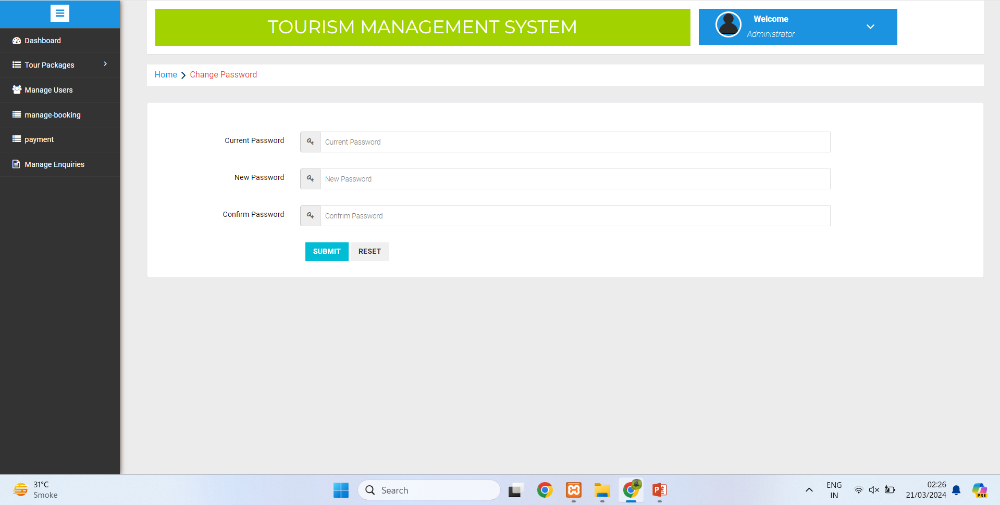 TOURISM MANAGEMENT SYSTEM
Welcome
Administrator
Dashboard
Tour Packages
Manage Users
manage-booking
payment
Manage Enquiries
Home > Change Password
Current Password
Current Password
New Password
New Password
Confirm Password
Confrim Password
SUBMIT
RESET
31°C
Smoke
Search
P
ENG
IN
02:26
21/03/2024
PRE